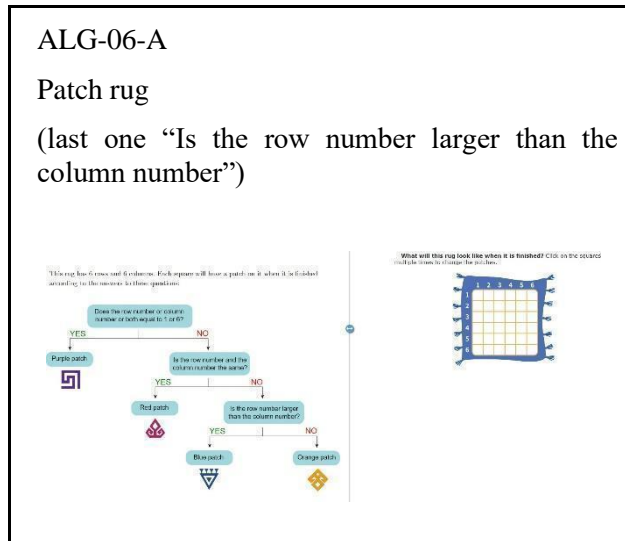 ALG-06-A
Patch rug
(last one “Is the row number larger than the
column number”)
This rug has 6 rows and 6 columns. Each square will have a patch on it when it is finished
according to the answers to these questions
Does the row number or column
number or both equal to 1 or 6?
YES NO
Purple patch
Is the row number and the
column number the same?
YES NO
Red patch
Is the row number larger
than the column number?
YES NO
Blue patch
Orange patch
What will this rug look like when it is finished? Click on the squares
multiple times to change the patches.
1 2 3 4 5 6
1
2
3
4
5
6